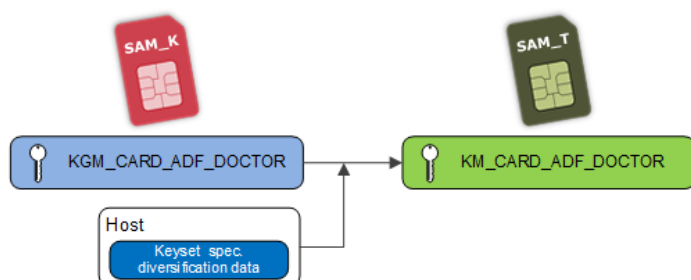 SAM_K
SAM_T
KGM_CARD_ADF_DOCTOR
KM_CARD_ADF_DOCTOR
Host
Keyset spec.
diversification data